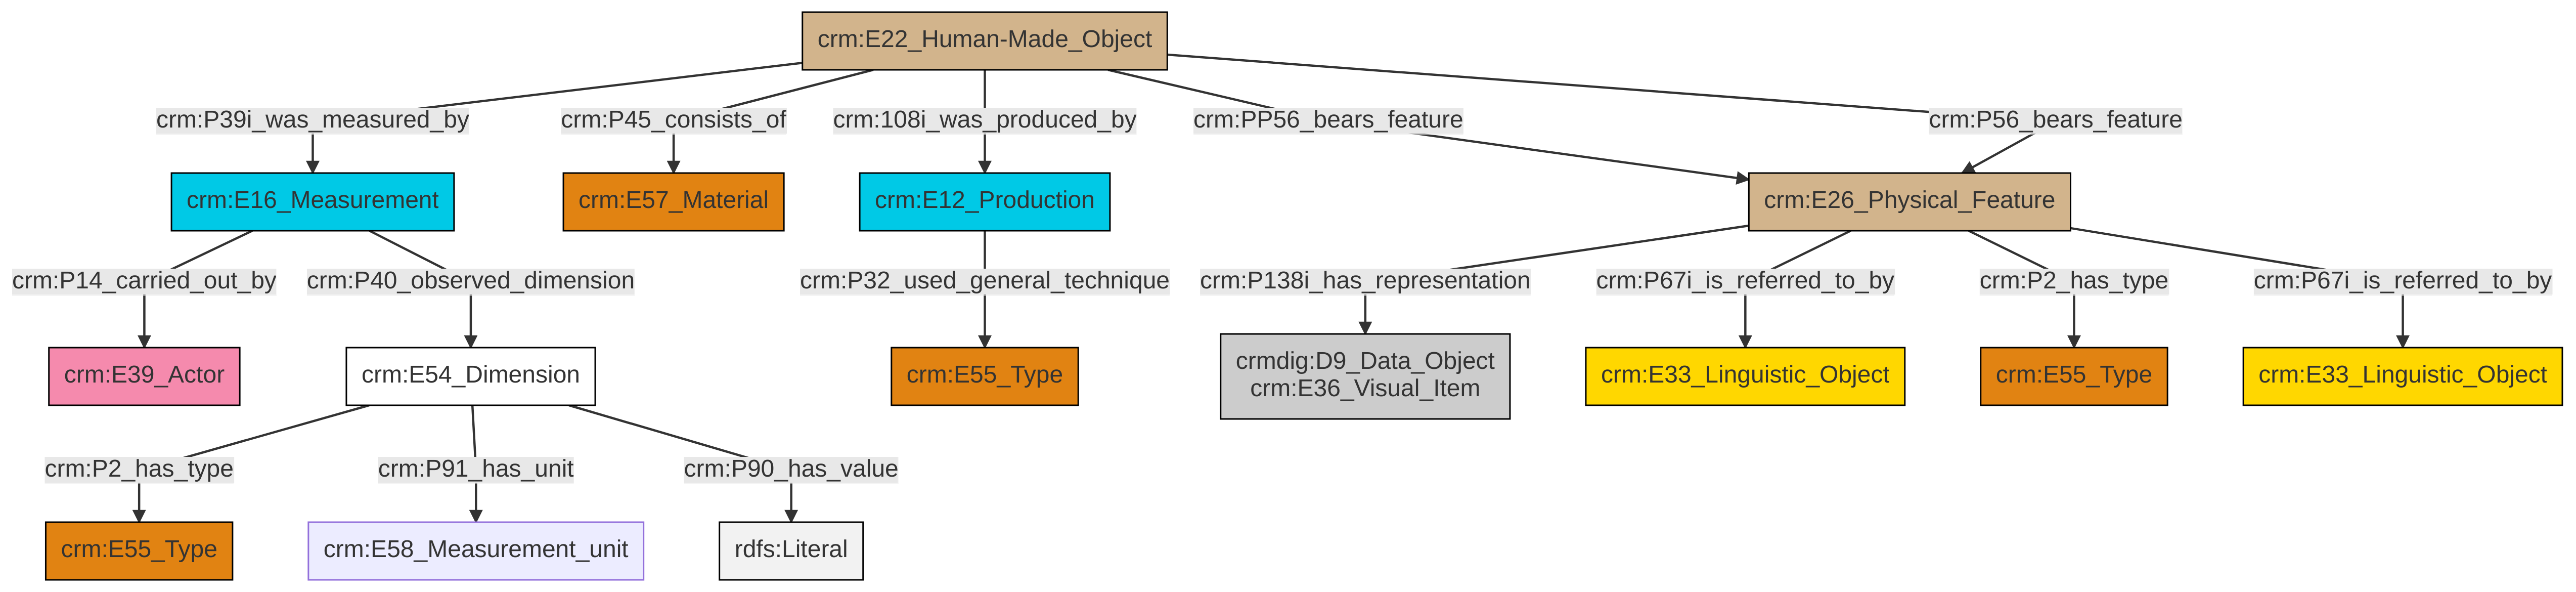 crm:E22_Human-Made_Object
crm:P39i_was_measured_by
crm:P45_consists_of
crm:108i_was_produced_by
crm:PP56_bears_feature
crm:P56_bears_feature
crm:E16_Measurement
crm:E57_Material
crm:E12_Production
crm:E26_Physical_Feature
crm:P14_carried_out_by
crm:P40_observed_dimension
crm:P32_used_general_technique
crm:P138i_has_representation
crm:P67i_is_referred_to_by
crm:P2_has_type
crm:P67i_is_referred_to_by
crm:E39_Actor
crm:E54_Dimension
crm:E55_Type
crmdig:D9_Data_Object
crm:E36_Visual_Item
crm:E33_Linguistic_Object
crm:E55_Type
crm:E33_Linguistic_Object
crm:P2_has_type
crm:P91_has_unit
crm:P90_has_value
crm:E55_Type
crm:E58_Measurement_unit
rdfs:Literal